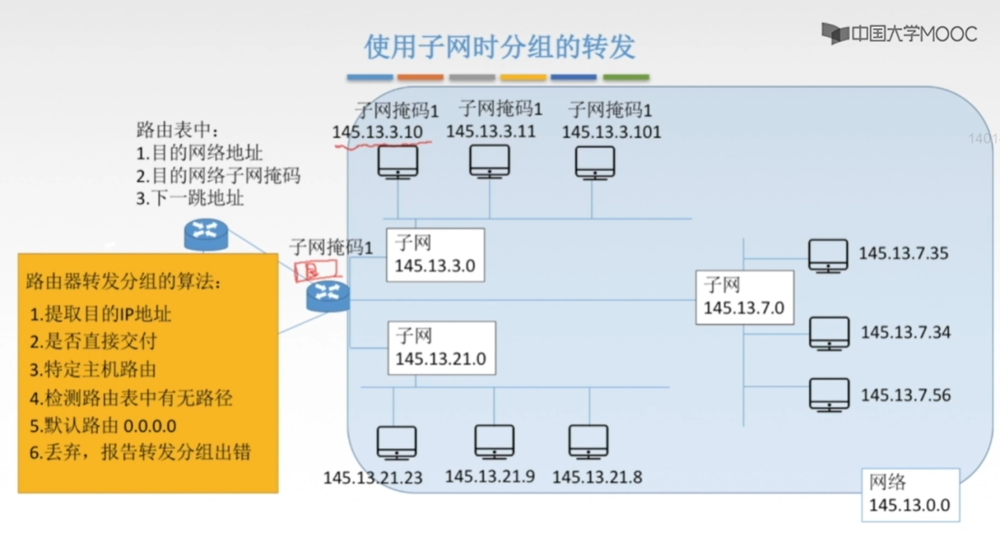 中国大学MOOC
使用子网时分组的转发
子网掩码1
子网掩码1
子网掩码1
145.13.3.10
145.13.3.11
145.13.3.101
路由表中：
1.目的网络地址
2.目的网络子网掩码
3.下一跳地址
子网掩码1
子网
145.13.3.0
路由器转发分组的算法：
1.提取目的IP地址
2.是否直接交付
3.特定主机路由
4.检测路由表中有无路径
5.默认路由 0.0.0.0
6.丢弃，报告转发分组出错
子网
145.13.21.0
子网
145.13.7.0
145.13.7.35
145.13.7.34
145.13.7.56
145.13.21.23
145.13.21.9
145.13.21.8
网络
145.13.0.0